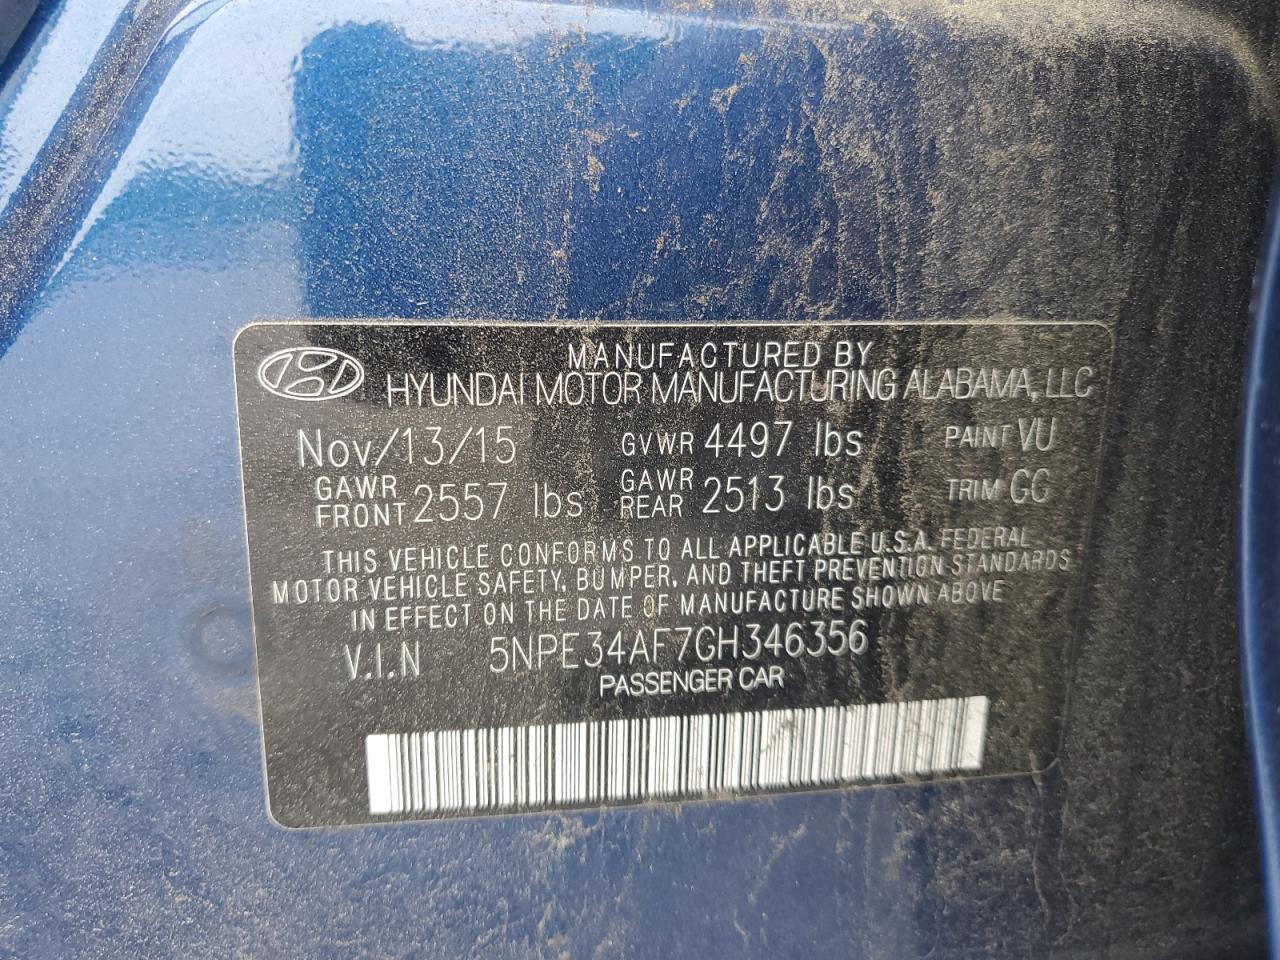 MANUFACTURED BY
HYUNDAI MOTOR MANUFACTURING ALABAMA, LLC
Nov/13/15 GVWR 4497 lbs PAINT VU
GAWR FRONT 2557 lbs GAWR REAR 2513 lbs TRIM GC
THIS VEHICLE CONFORMS TO ALL APPLICABLE U.S.A. FEDERAL
MOTOR VEHICLE SAFETY, BUMPER, AND THEFT PREVENTION STANDARDS
IN EFFECT ON THE DATE OF MANUFACTURE SHOWN ABOVE
V.I.N 5NPE34AF7GH346356
PASSENGER CAR